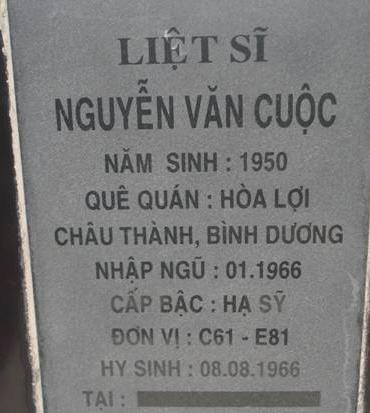 LIỆT SĨ
NGUYỄN VĂN CUỘC
NĂM SINH : 1950
QUÊ QUÁN : HÒA LỢI
CHÂU THÀNH, BÌNH DƯƠNG
NHẬP NGŨ : 01.1966
CẤP BẬC : HẠ SỸ
ĐƠN VỊ : C61 - E81
HY SINH : 08.08.1966
TẠI :